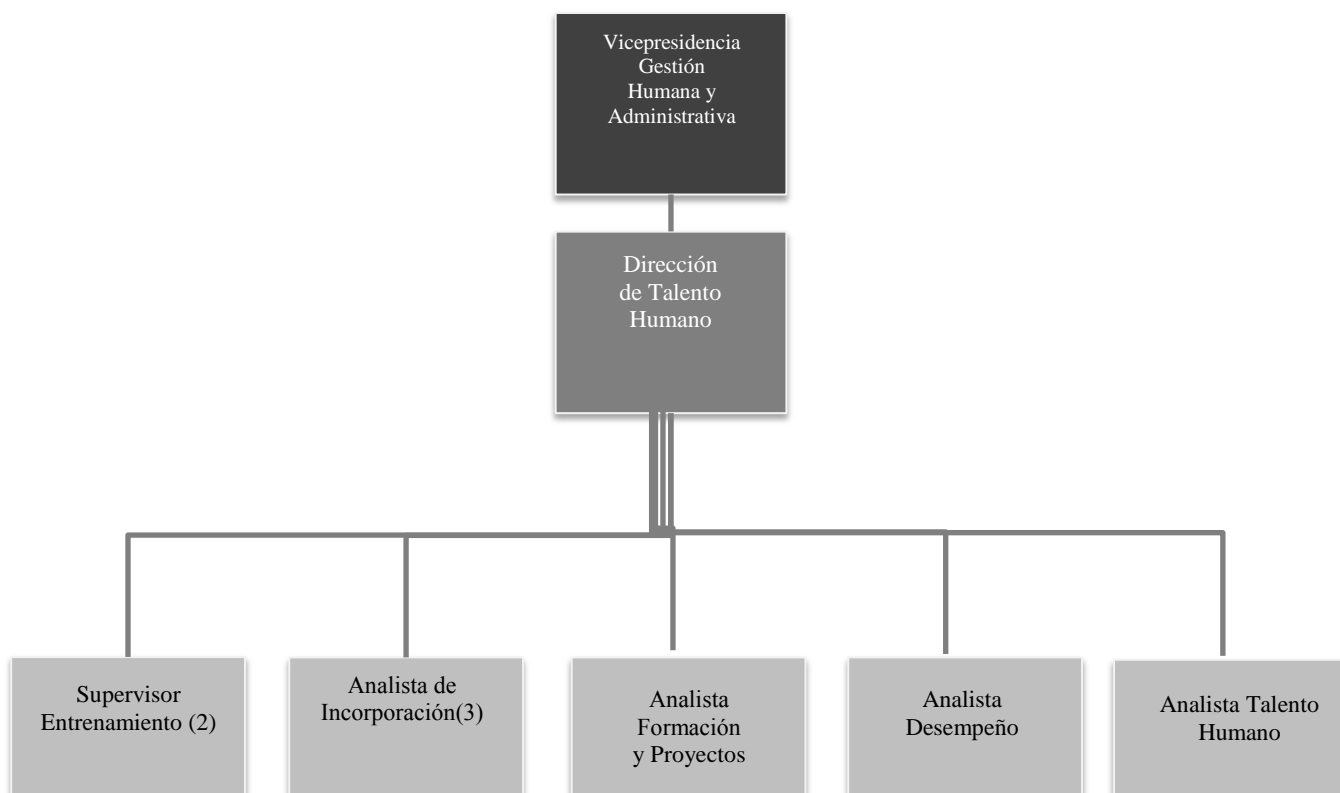 Vicepresidencia
Gestión
Humana y
Administrativa
Dirección
de Talento
Humano
Supervisor
Entrenamiento (2)
Analista de
Incorporación(3)
Analista
Formación
y Proyectos
Analista
Desempeño
Analista Talento
Humano